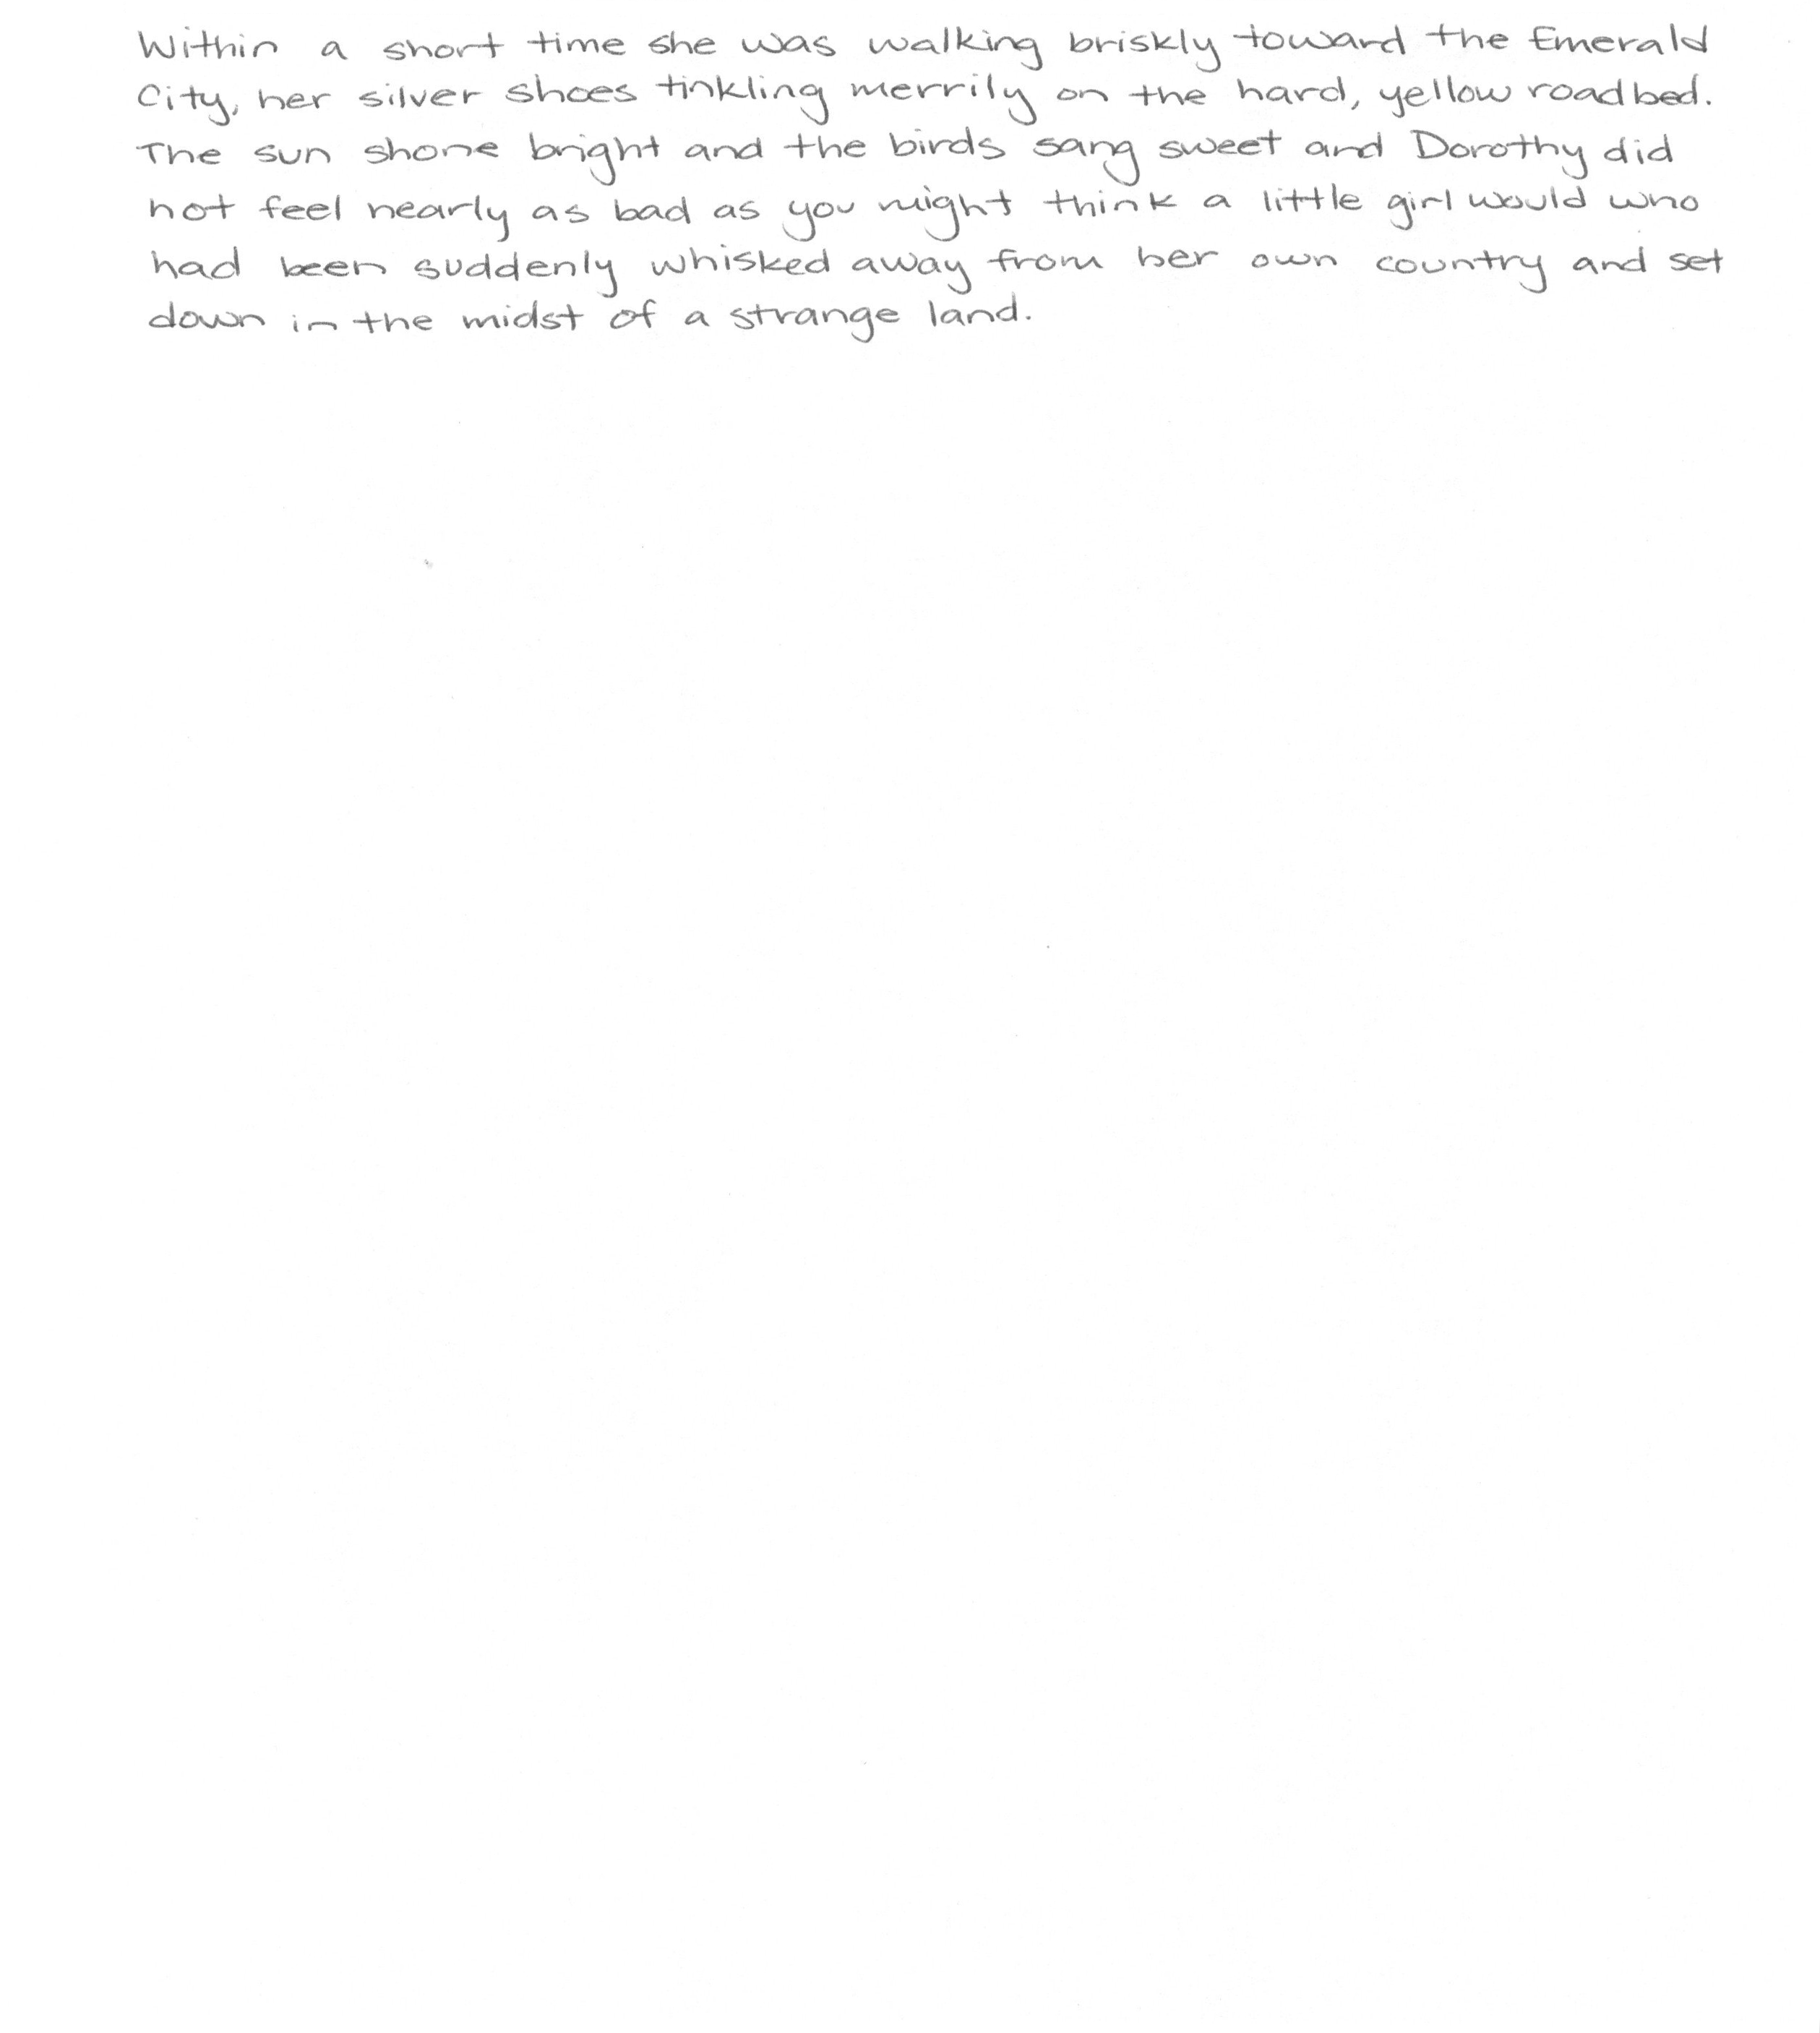 Within a short time she was walking briskly toward the Emerald
City, her silver shoes tinkling merrily on the hard, yellow roadbed.
The sun shone bright and the birds sang sweet and Dorothy did
not feel nearly as bad as you might think a little girl would who
had been suddenly whisked away from her own country and set
down in the midst of a strange land.